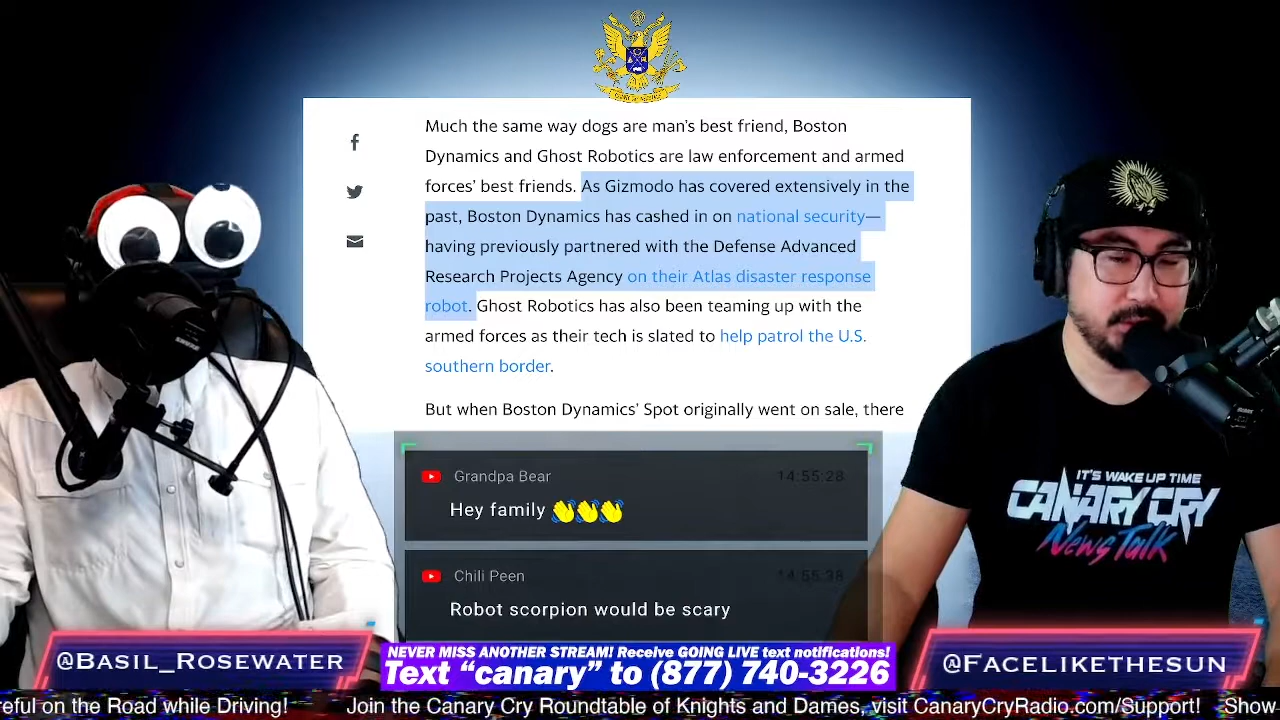 Much the same way dogs are man's best friend, Boston
Dynamics and Ghost Robotics are law enforcement and armed
forces' best friends. As Gizmodo has covered extensively in the
past, Boston Dynamics has cashed in on national security—
having previously partnered with the Defense Advanced
Research Projects Agency on their Atlas disaster response
robot. Ghost Robotics has also been teaming up with the
armed forces as their tech is slated to help patrol the U.S.
southern border.
But when Boston Dynamics' Spot originally went on sale, there
Grandpa Bear 14:55:28
Hey family 👋👋👋
Chili Peen 14:55:38
Robot scorpion would be scary
IT'S WAKE UP TIME
CANARY CRY
News Talk
@BASIL_ROSEWATER
NEVER MISS ANOTHER STREAM! Receive GOING LIVE text notifications!
Text "canary" to (877) 740-3226
@FACELIKETHESUN
eful on the Road while Driving! Join the Canary Cry Roundtable of Knights and Dames, visit CanaryCryRadio.com/Support! Show